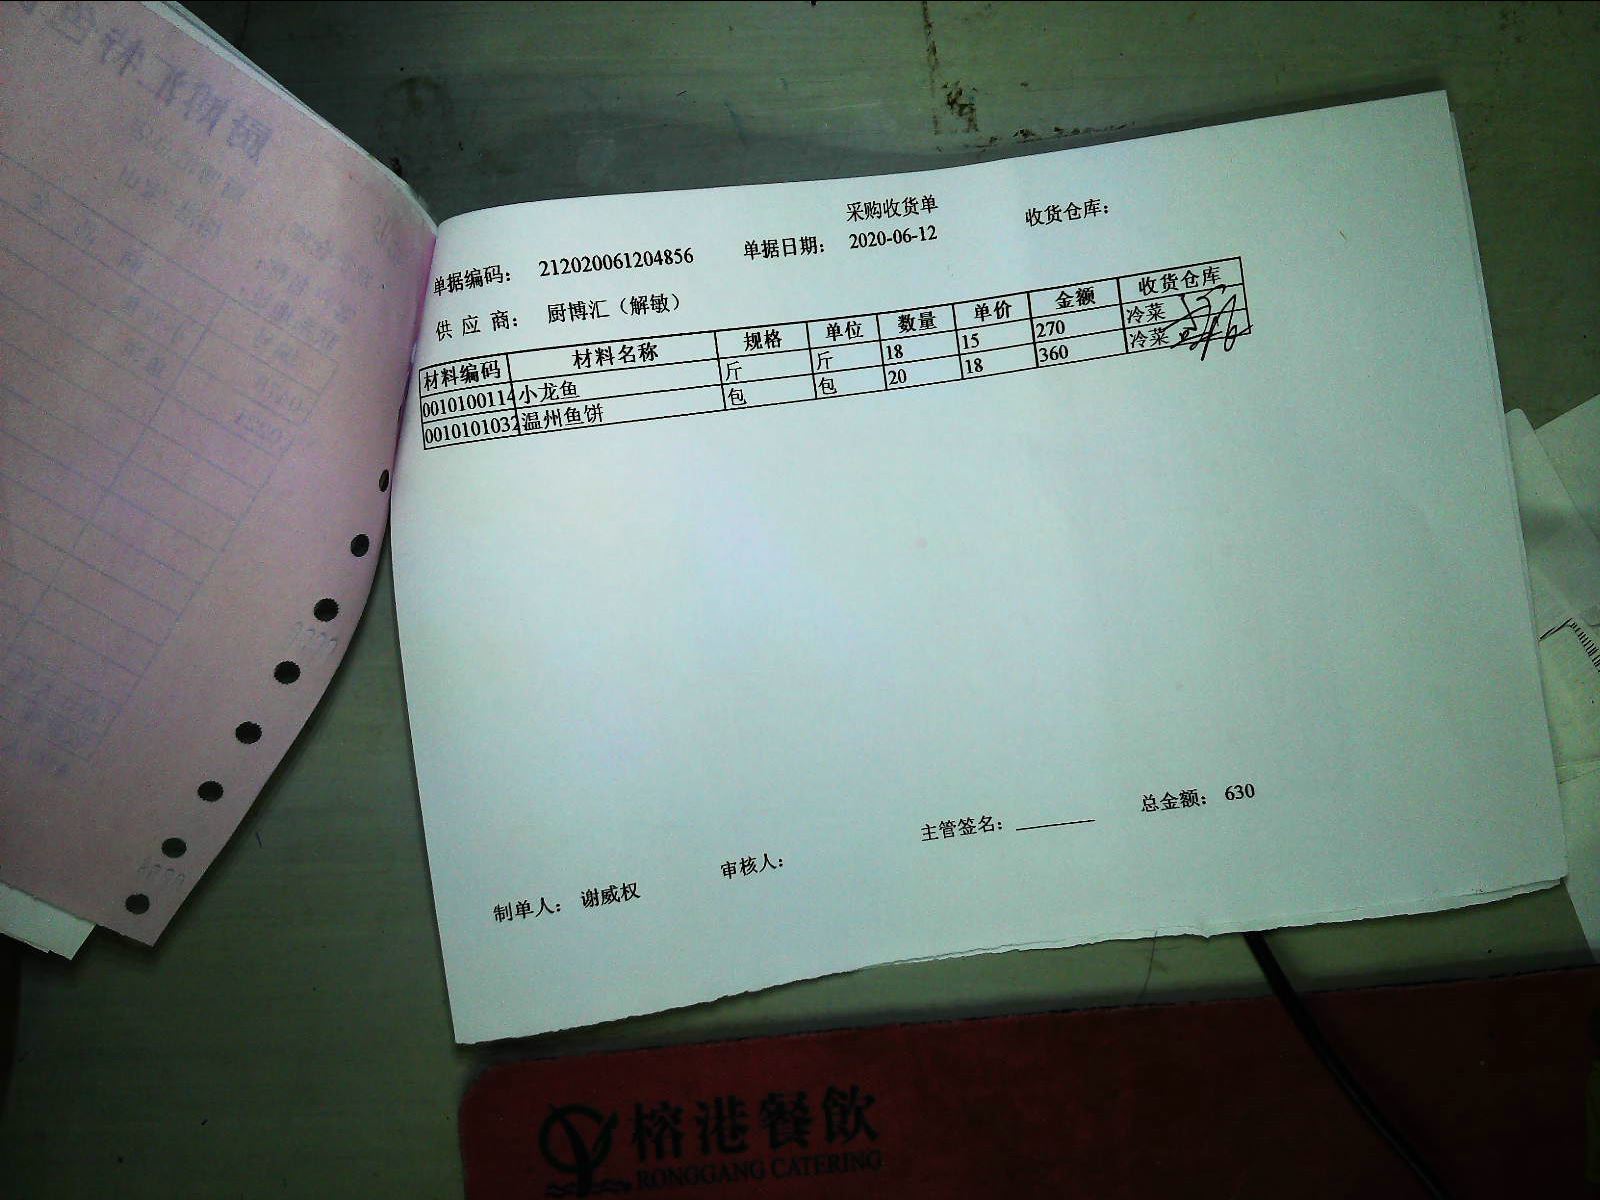 采购收货单
单据编码: 212020061204856 单据日期: 2020-06-12 收货仓库:
供 应 商: 厨博汇（解敏）
材料编码 材料名称 规格 单位 数量 单价 金额 收货仓库
0010100114 小龙鱼 斤 斤 18 15 270 冷菜
0010101032 温州鱼饼 包 包 20 18 360 冷菜
制单人: 谢威权 审核人: 主管签名: 总金额: 630
榕港餐飲
RONGGANG CATERING